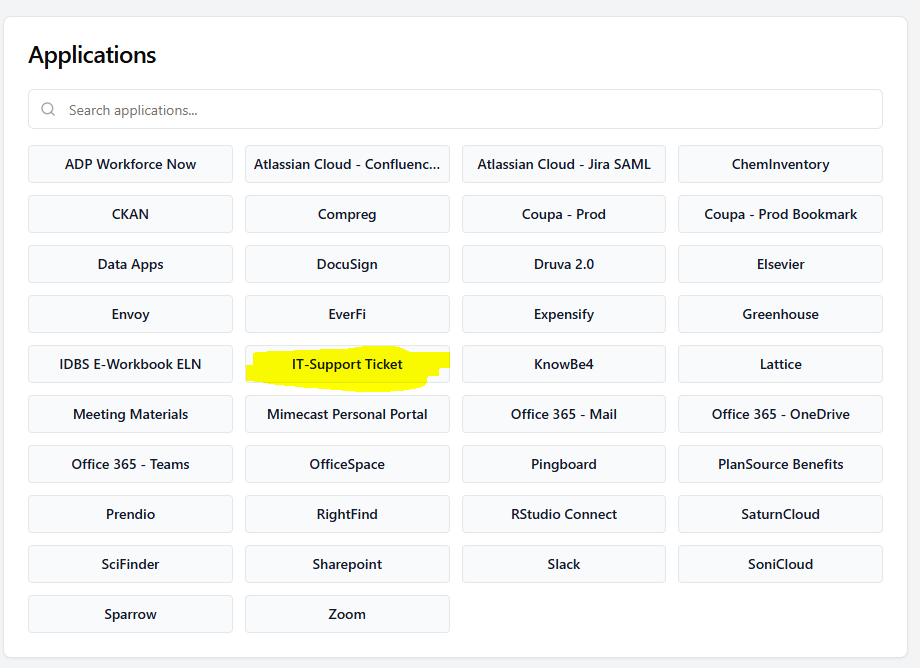 Applications
Search applications...
ADP Workforce Now
Atlassian Cloud - Confluenc...
Atlassian Cloud - Jira SAML
ChemInventory
CKAN
Compreg
Coupa - Prod
Coupa - Prod Bookmark
Data Apps
DocuSign
Druva 2.0
Elsevier
Envoy
EverFi
Expensify
Greenhouse
IDBS E-Workbook ELN
IT-Support Ticket
KnowBe4
Lattice
Meeting Materials
Mimecast Personal Portal
Office 365 - Mail
Office 365 - OneDrive
Office 365 - Teams
OfficeSpace
Pingboard
PlanSource Benefits
Prendio
RightFind
RStudio Connect
SaturnCloud
SciFinder
Sharepoint
Slack
SoniCloud
Sparrow
Zoom